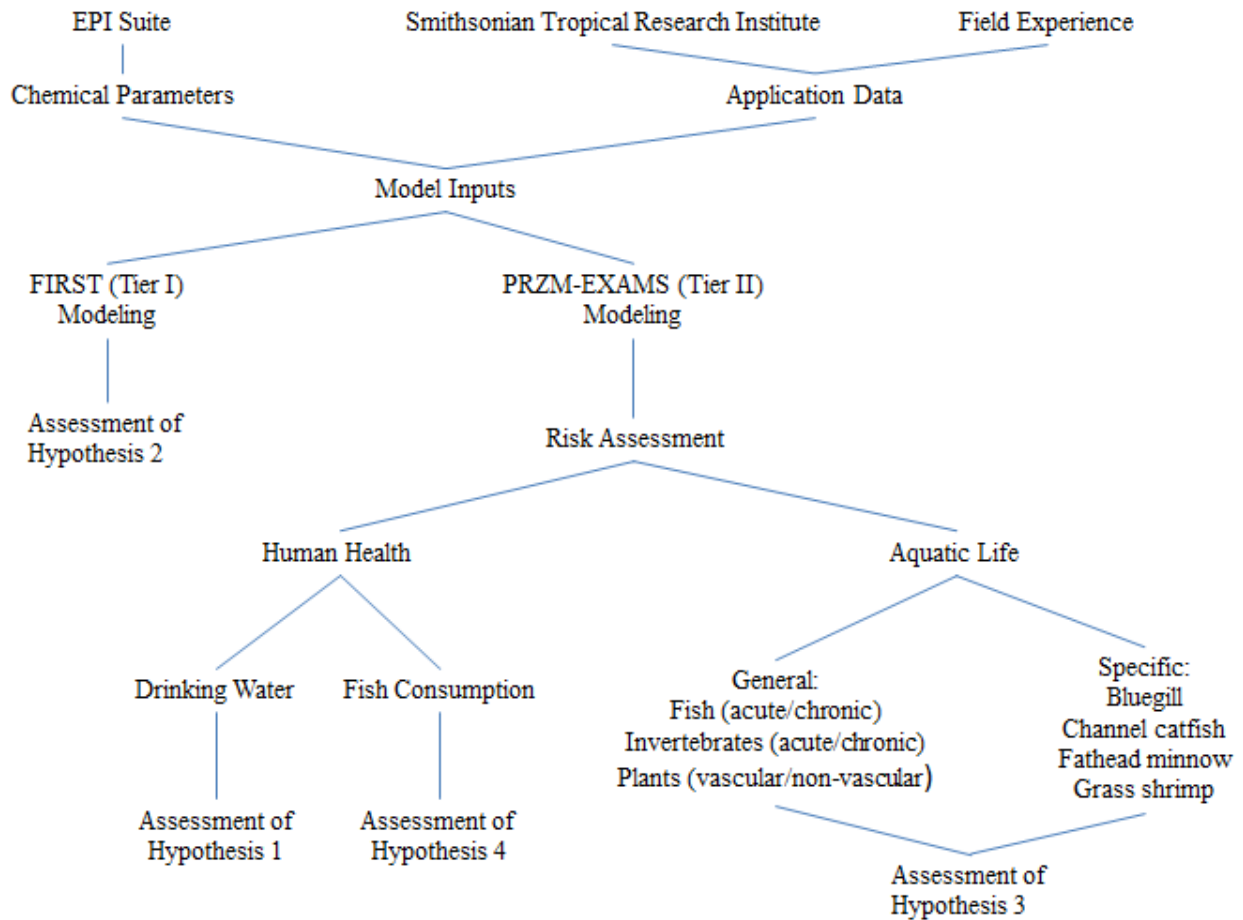 EPI Suite
Smithsonian Tropical Research Institute
Field Experience
Chemical Parameters
Application Data
Model Inputs
FIRST (Tier I)
Modeling
PRZM-EXAMS (Tier II)
Modeling
Assessment of
Hypothesis 2
Risk Assessment
Human Health
Aquatic Life
Drinking Water
Fish Consumption
General:
Fish (acute/chronic)
Invertebrates (acute/chronic)
Plants (vascular/non-vascular)
Specific:
Bluegill
Channel catfish
Fathead minnow
Grass shrimp
Assessment of
Hypothesis 1
Assessment of
Hypothesis 4
Assessment of
Hypothesis 3